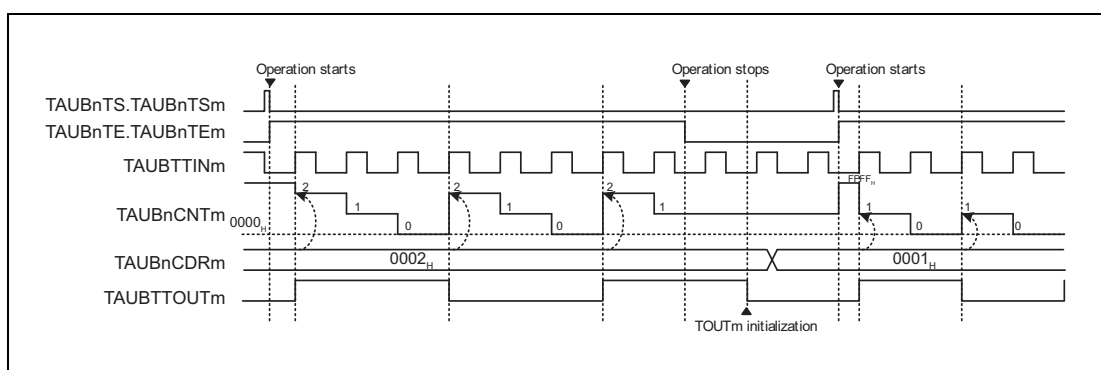 Operation starts Operation stops Operation starts
TAUBnTS.TAUBnTSm
TAUBnTE.TAUBnTEm
TAUBTTINm
FFFFH
2 2 2
TAUBnCNTm 1 1 1 1 1
0000H 0 0 0 0
TAUBnCDRm 0002H 0001H
TAUBTTOUTm
TOUTm initialization